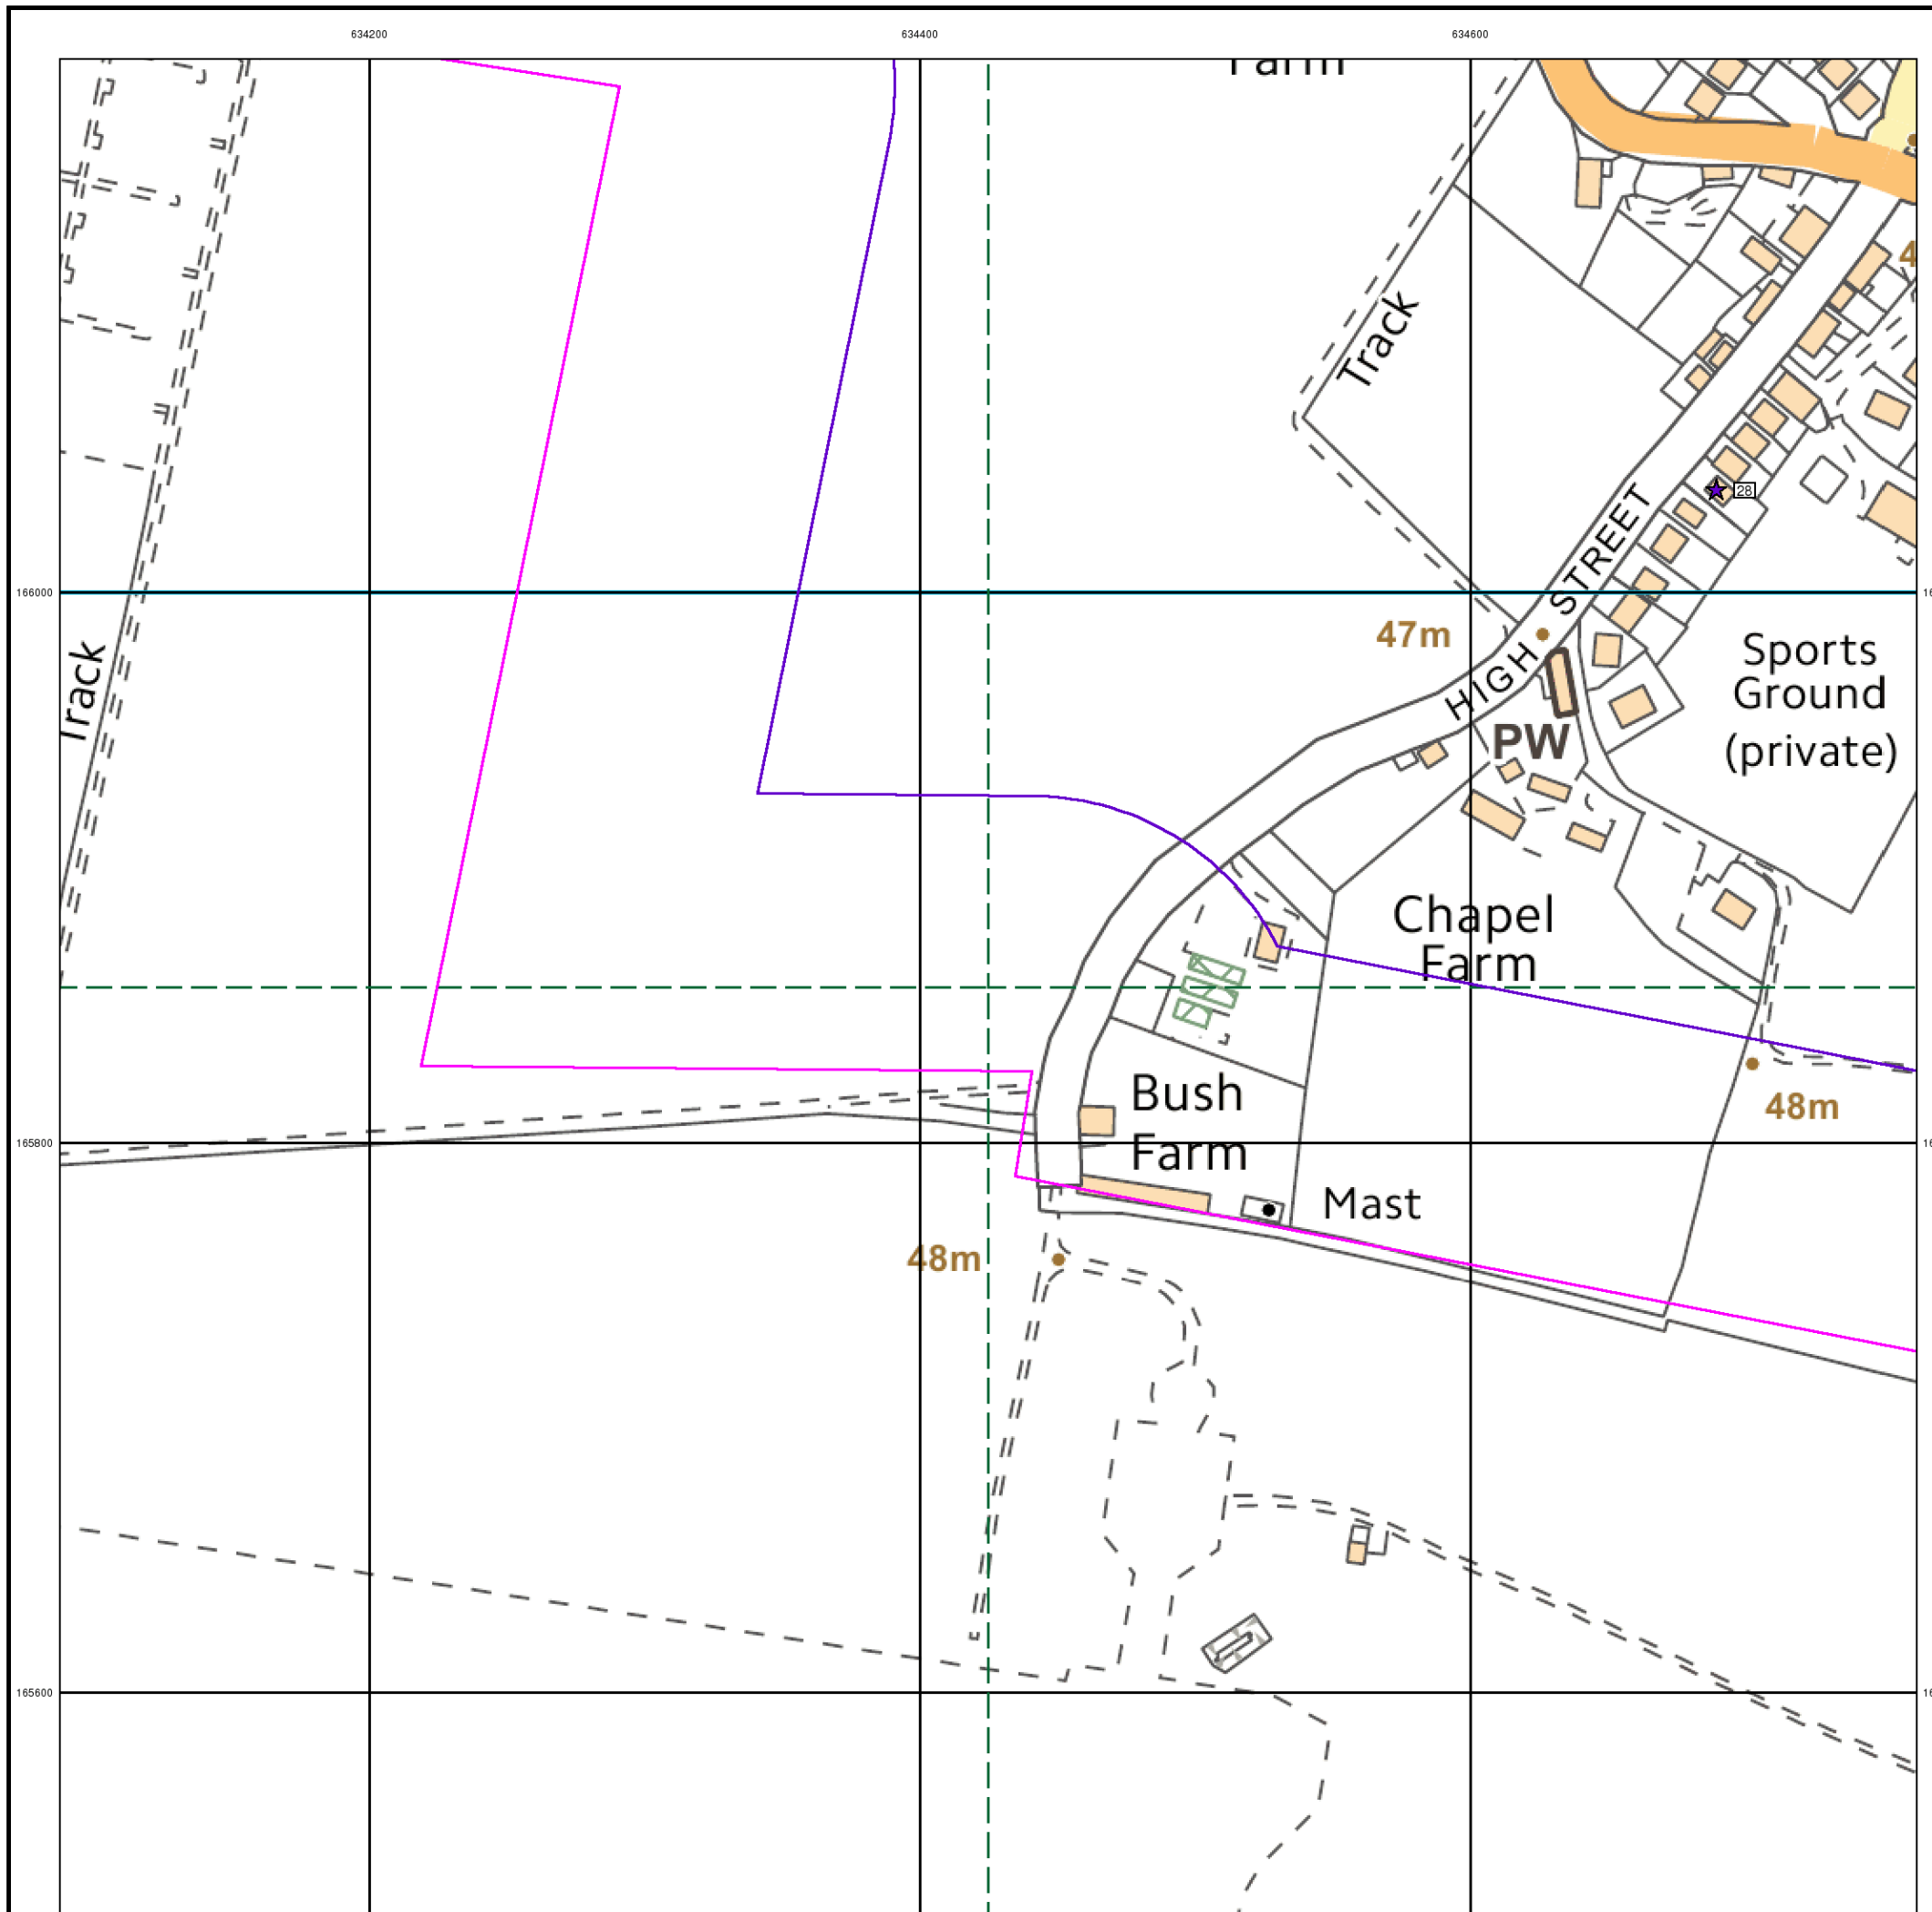 634200
634400
634600
Farm
Track
28
STREET
166000
47m
HIGH
Sports
Ground
(private)
Track
PW
Chapel
Farm
Bush
Farm
48m
165800
Mast
48m
165600